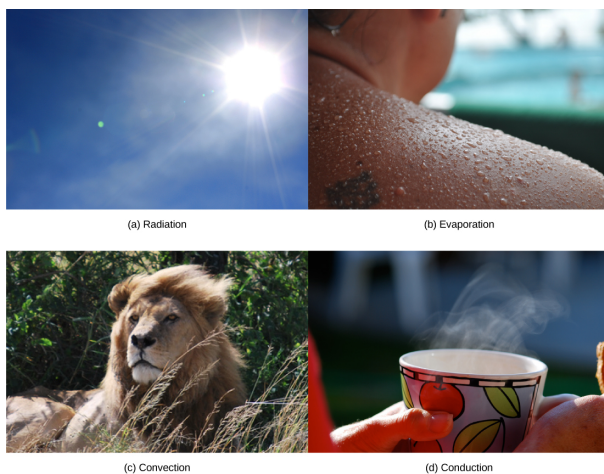 (a) Radiation
(b) Evaporation
(c) Convection
(d) Conduction